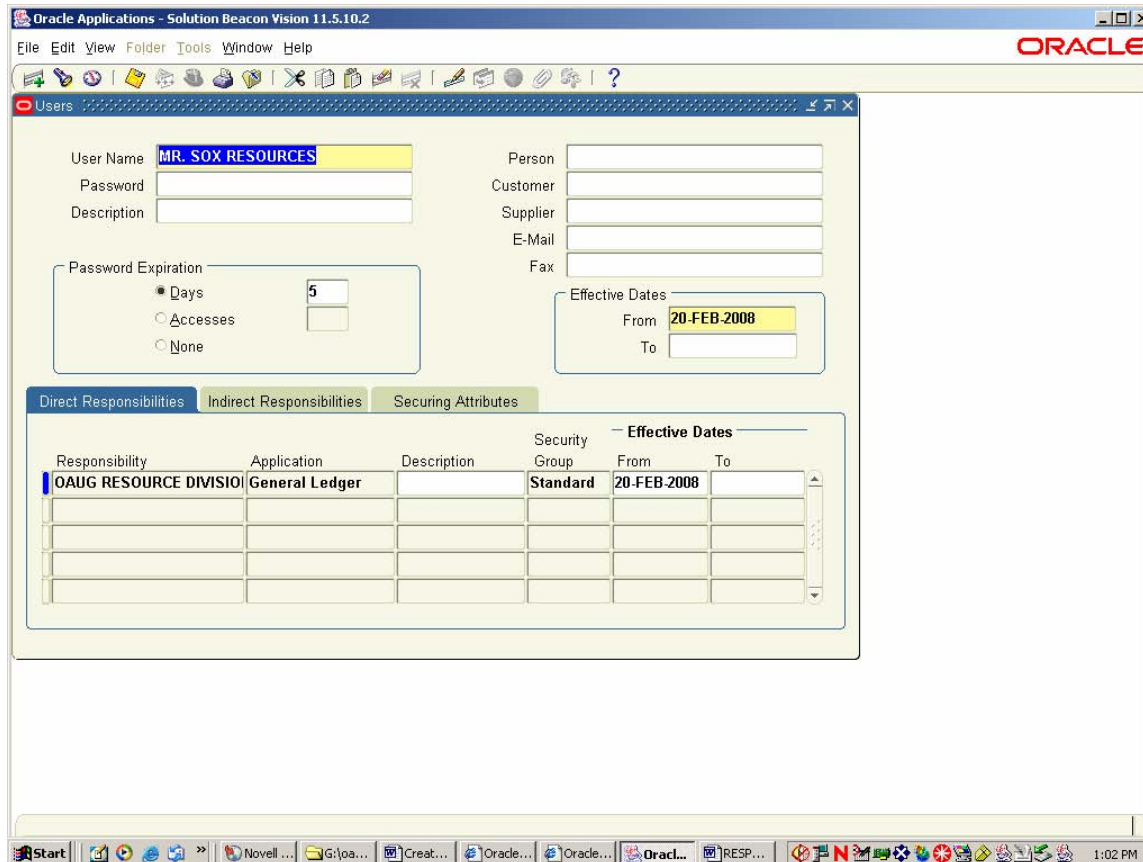 Oracle Applications - Solution Beacon Vision 11.5.10.2
File Edit View Folder Tools Window Help
ORACLE
Users
User Name MR. SOX RESOURCES
Password
Description
Person
Customer
Supplier
E-Mail
Fax
Password Expiration
Days 5
Accesses
None
Effective Dates
From 20-FEB-2008
To
Direct Responsibilities Indirect Responsibilities Securing Attributes
Effective Dates
Responsibility Application Description Security Group From To
OAUG RESOURCE DIVISIO General Ledger Standard 20-FEB-2008
Start » Novell ... G:\oa... Creat... Oracle... Oracle... Oracl... RESP... 1:02 PM